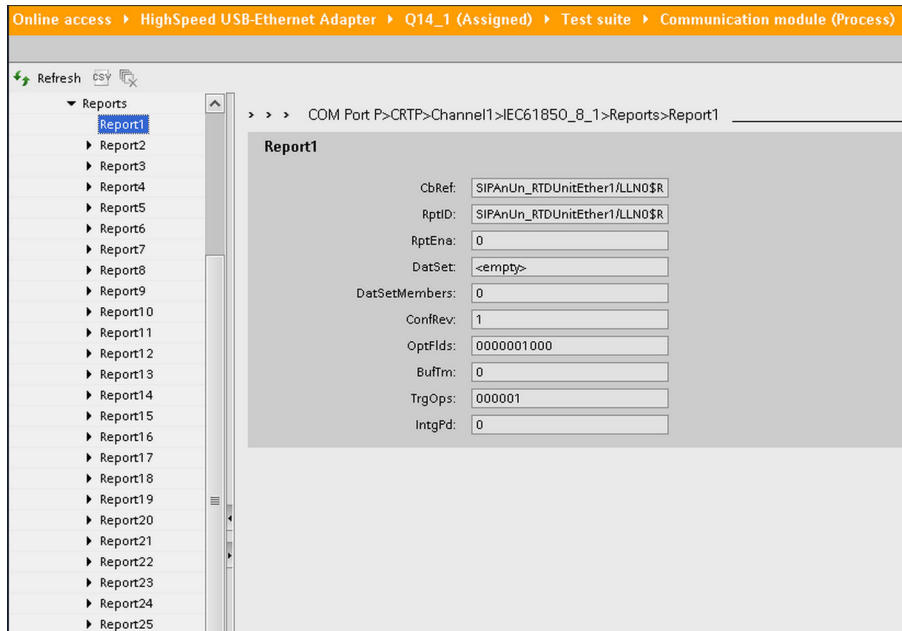 Online access ▸ HighSpeed USB-Ethernet Adapter ▸ Q14_1 (Assigned) ▸ Test suite ▸ Communication module (Process)
Refresh CSV
Reports
Report1
Report2
Report3
Report4
Report5
Report6
Report7
Report8
Report9
Report10
Report11
Report12
Report13
Report14
Report15
Report16
Report17
Report18
Report19
Report20
Report21
Report22
Report23
Report24
Report25
> > > COM Port P>CRTP>Channel1>IEC61850_8_1>Reports>Report1
Report1
CbRef: SIPAnUn_RTDUnitEther1/LLN0$R
RptID: SIPAnUn_RTDUnitEther1/LLN0$R
RptEna: 0
DatSet: <empty>
DatSetMembers: 0
ConfRev: 1
OptFlds: 0000001000
BufTm: 0
TrgOps: 000001
IntgPd: 0